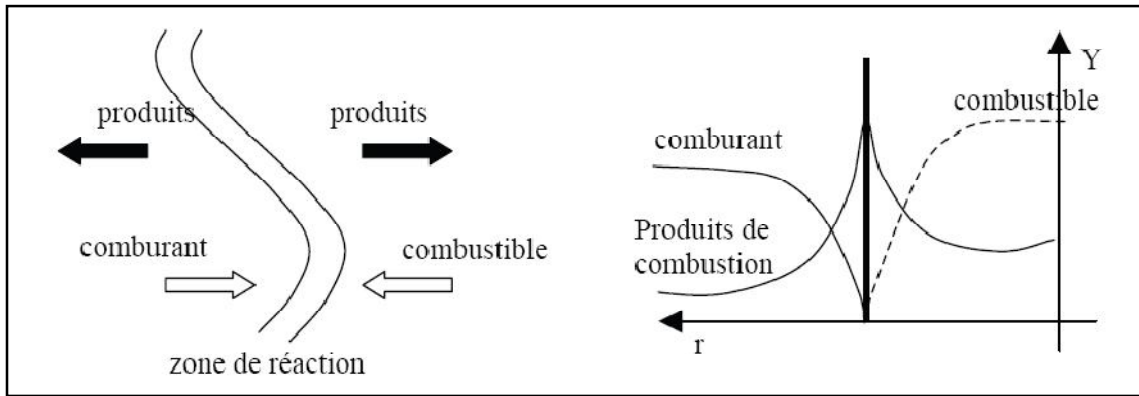 produits
produits
comburant
combustible
zone de réaction
Y
combustible
comburant
Produits de
combustion
r